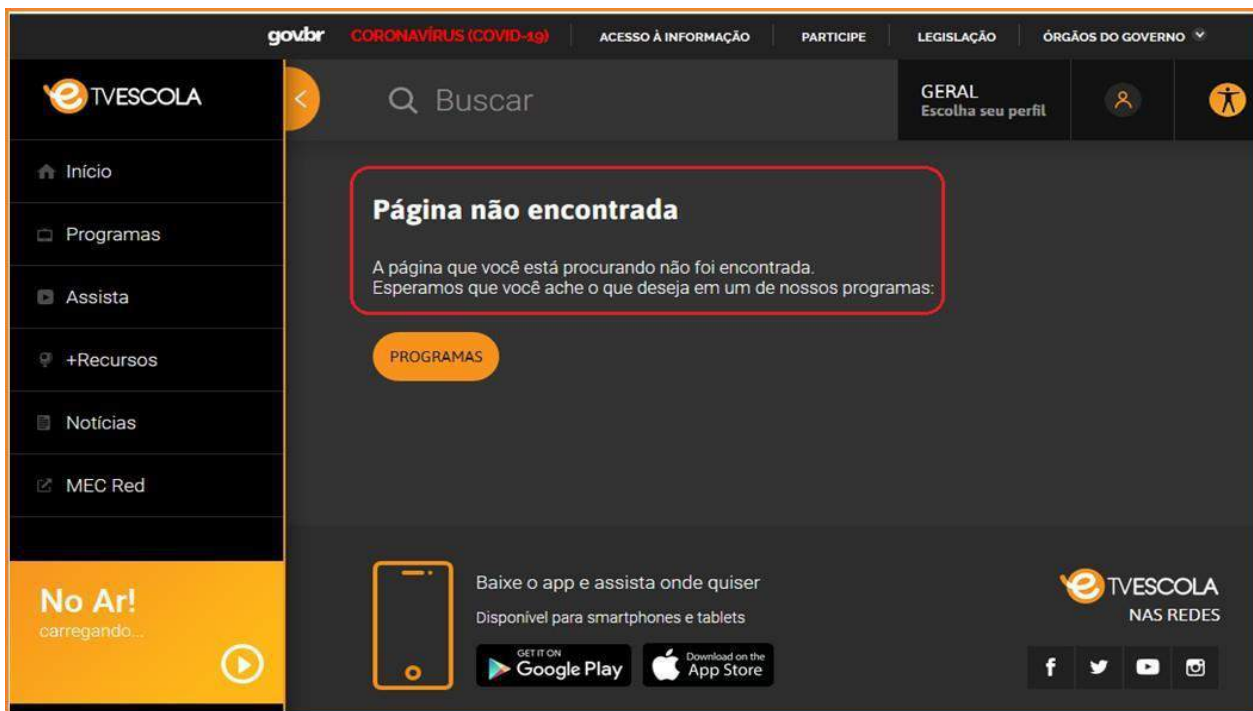 gov.br CORONAVÍRUS (COVID-19) ACESSO À INFORMAÇÃO PARTICIPE LEGISLAÇÃO ÓRGÃOS DO GOVERNO
e TVESCOLA
Buscar
GERAL
Escolha seu perfil
Início
Programas
Assista
+Recursos
Notícias
MEC Red
No Ar!
carregando...
Página não encontrada
A página que você está procurando não foi encontrada.
Esperamos que você ache o que deseja em um de nossos programas:
PROGRAMAS
Baixe o app e assista onde quiser
Disponível para smartphones e tablets
GET IT ON
Google Play
Download on the
App Store
e TVESCOLA
NAS REDES